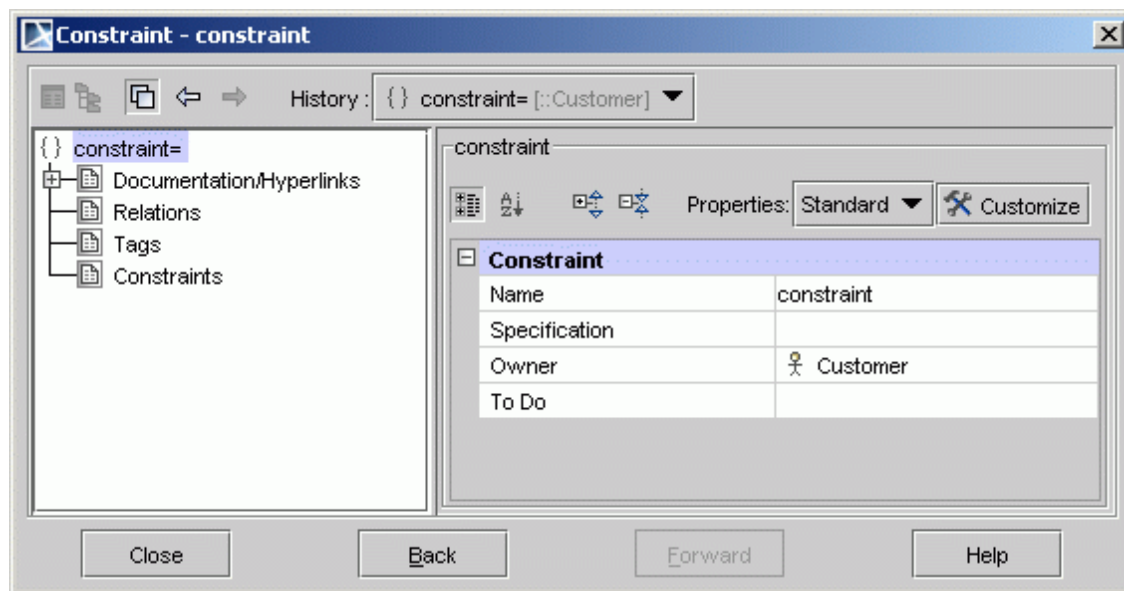 Constraint - constraint
History : { } constraint= [::Customer]
{ } constraint=
Documentation/Hyperlinks
Relations
Tags
Constraints
constraint
Properties: Standard Customize
Constraint
Name constraint
Specification
Owner Customer
To Do
Close Back Forward Help